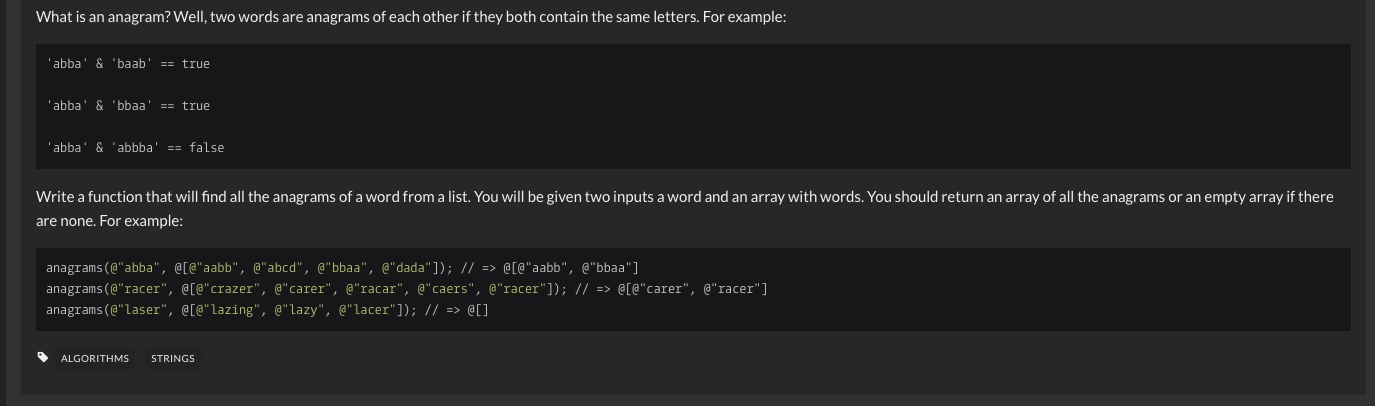 What is an anagram? Well, two words are anagrams of each other if they both contain the same letters. For example:
'abba' & 'baab' == true
'abba' & 'bbaa' == true
'abba' & 'abbba' == false
Write a function that will find all the anagrams of a word from a list. You will be given two inputs a word and an array with words. You should return an array of all the anagrams or an empty array if there
are none. For example:
anagrams(@"abba", @[@"aabb", @"abcd", @"bbaa", @"dada"]); // => @[@"aabb", @"bbaa"]
anagrams(@"racer", @[@"crazer", @"carer", @"racar", @"caers", @"racer"]); // => @[@"carer", @"racer"]
anagrams(@"laser", @[@"lazing", @"lazy", @"lacer"]); // => @[]
ALGORITHMS STRINGS